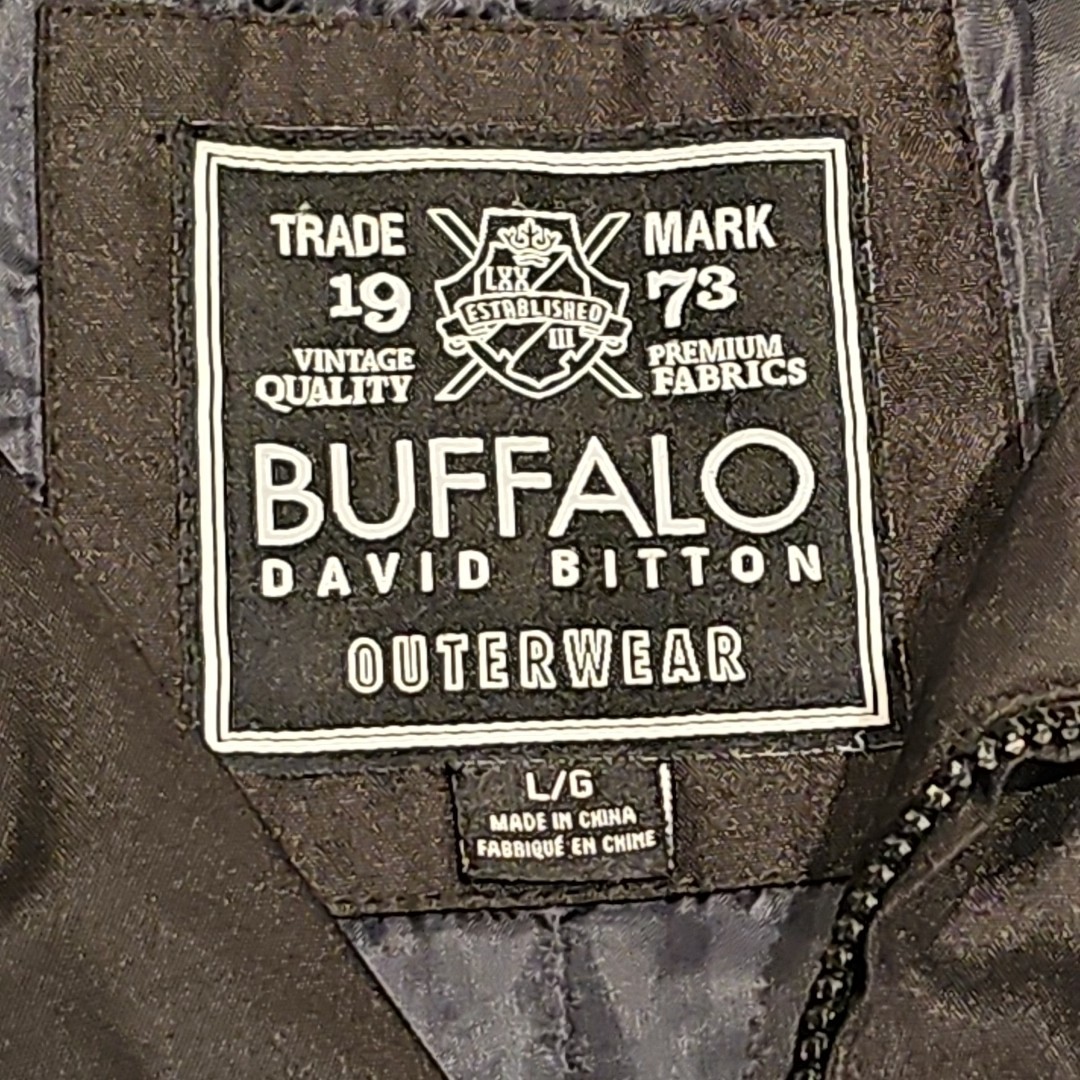 TRADE MARK
19 73
LXX
ESTABLISHED
III
VINTAGE PREMIUM
QUALITY FABRICS
BUFFALO
DAVID BITTON
OUTERWEAR
L/G
MADE IN CHINA
FABRIQUÉ EN CHINE